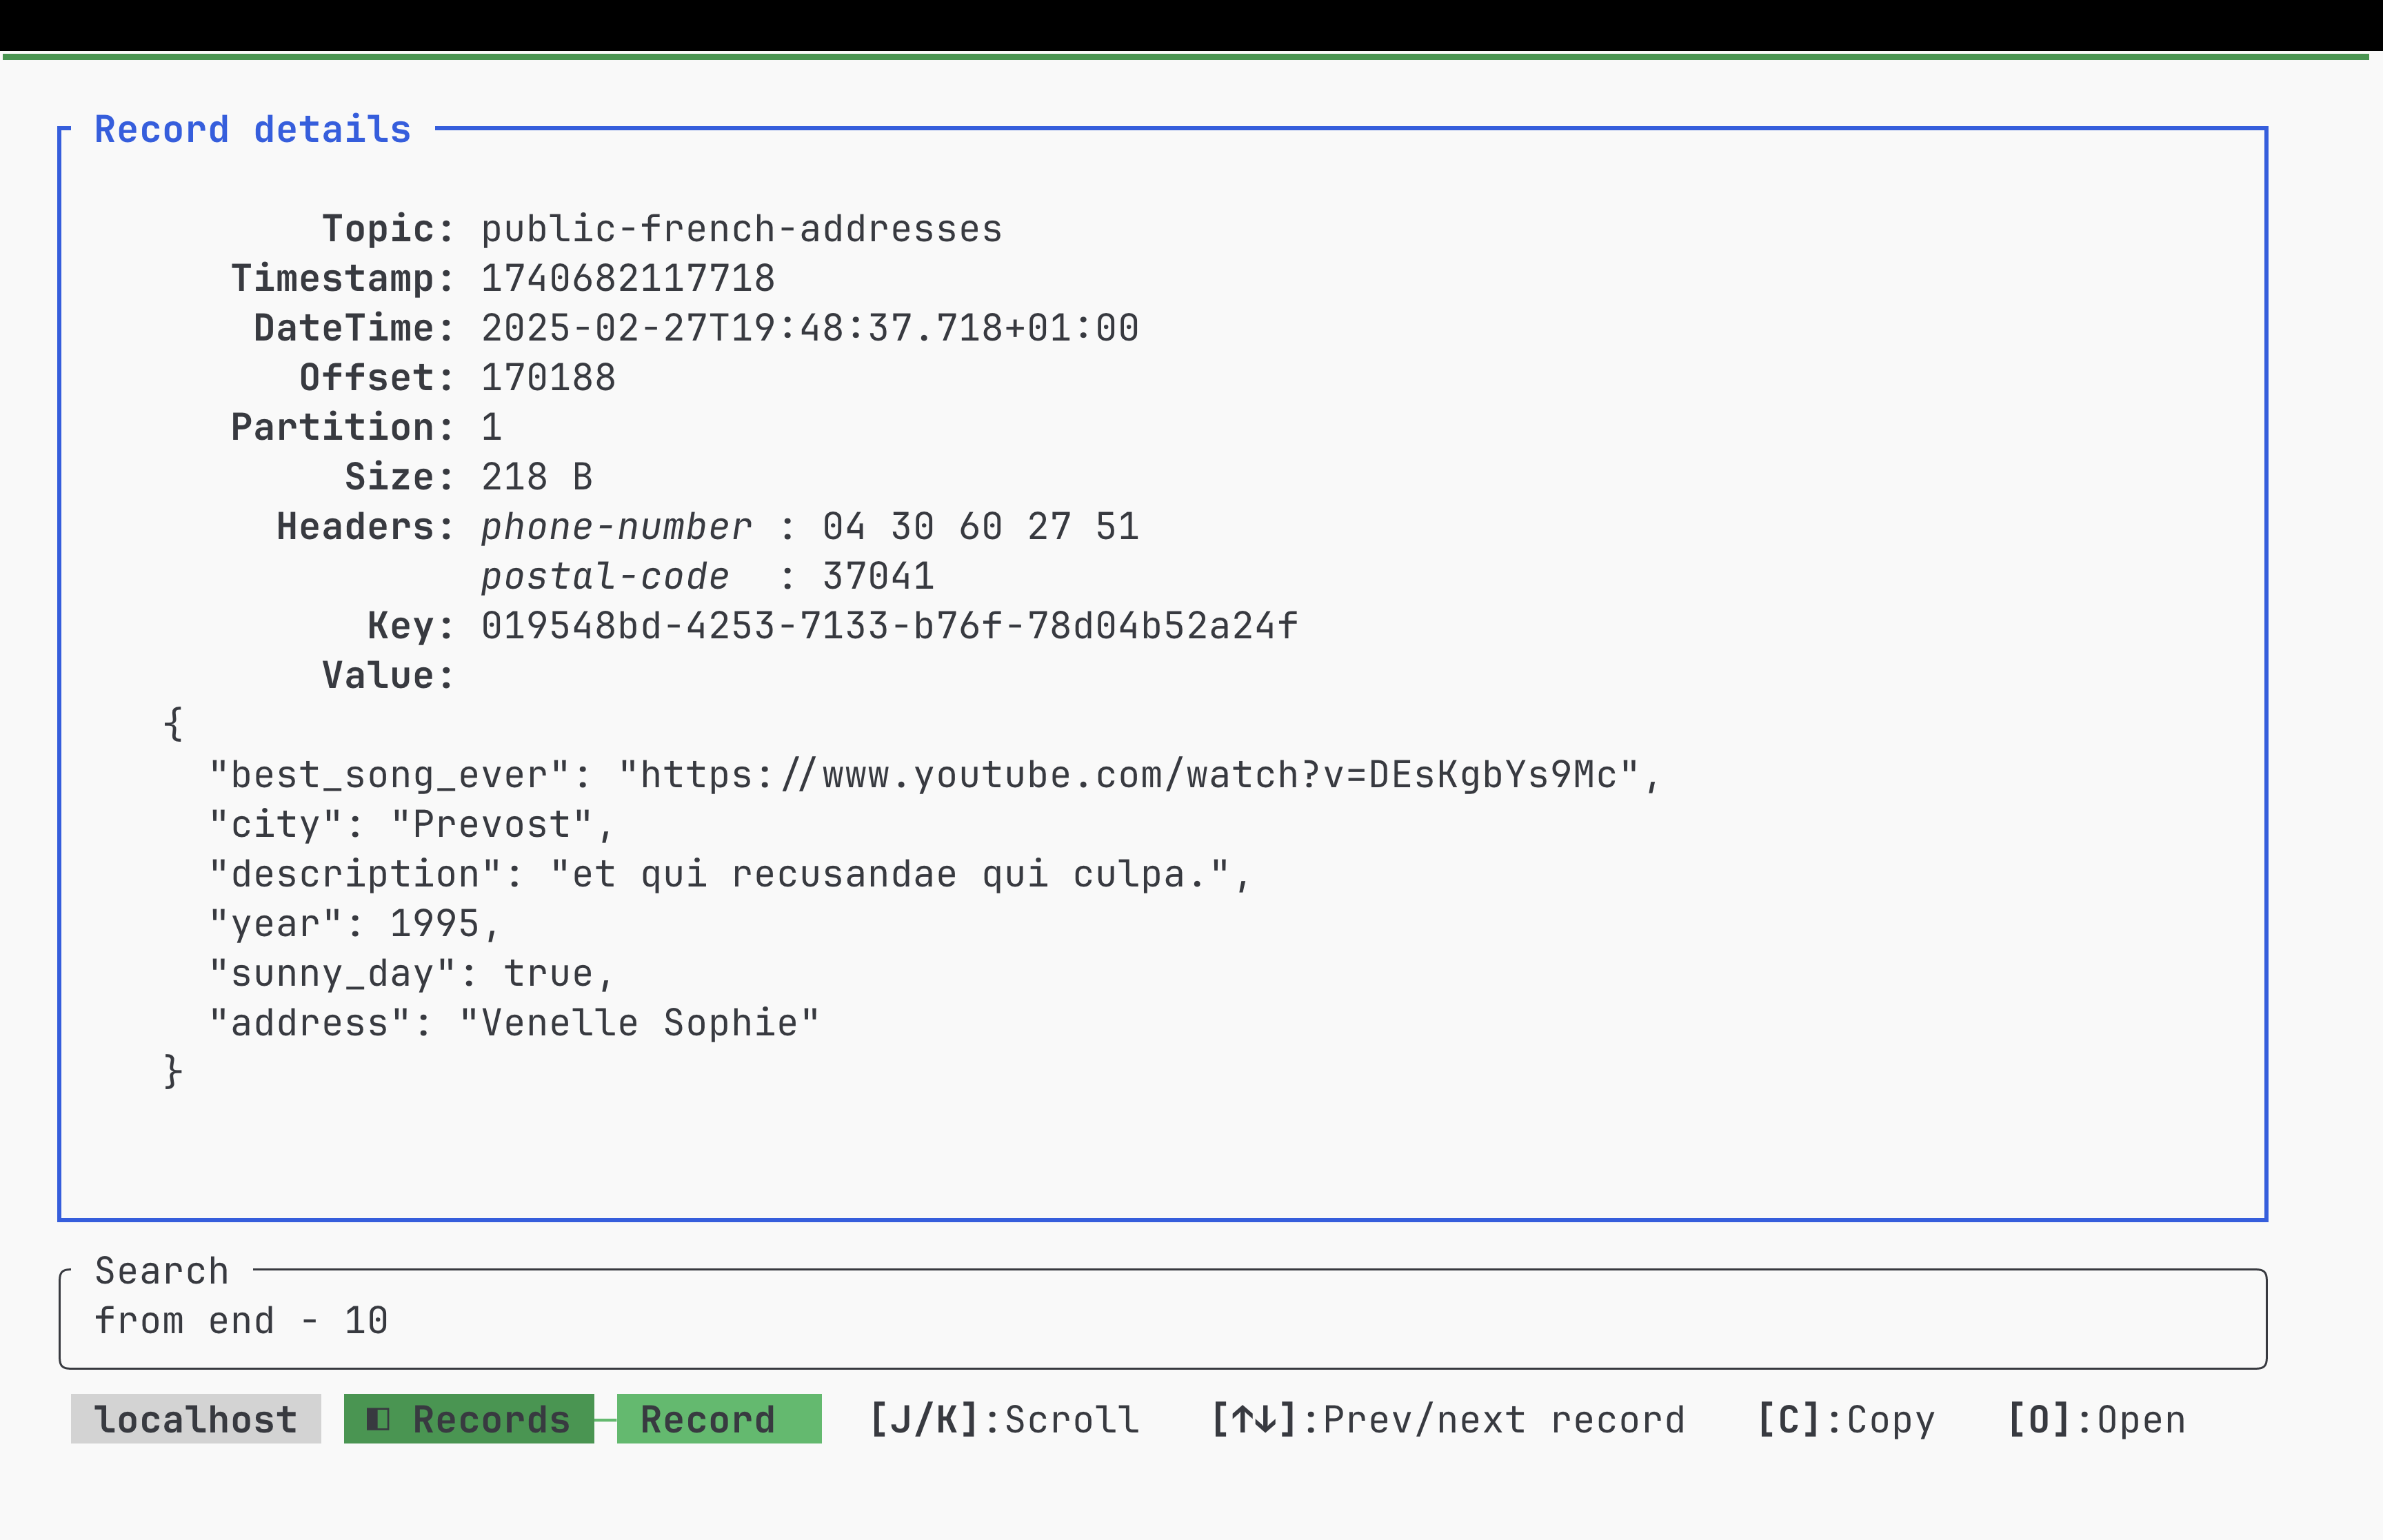 Record details
Topic: public-french-addresses
Timestamp: 1740682117718
DateTime: 2025-02-27T19:48:37.718+01:00
Offset: 170188
Partition: 1
Size: 218 B
Headers: phone-number : 04 30 60 27 51
postal-code  : 37041
Key: 019548bd-4253-7133-b76f-78d04b52a24f
Value:
{
  "best_song_ever": "https://www.youtube.com/watch?v=DEsKgbYs9Mc",
  "city": "Prevost",
  "description": "et qui recusandae qui culpa.",
  "year": 1995,
  "sunny_day": true,
  "address": "Venelle Sophie"
}
Search
from end - 10
localhost Records Record [J/K]:Scroll [↑↓]:Prev/next record [C]:Copy [O]:Open